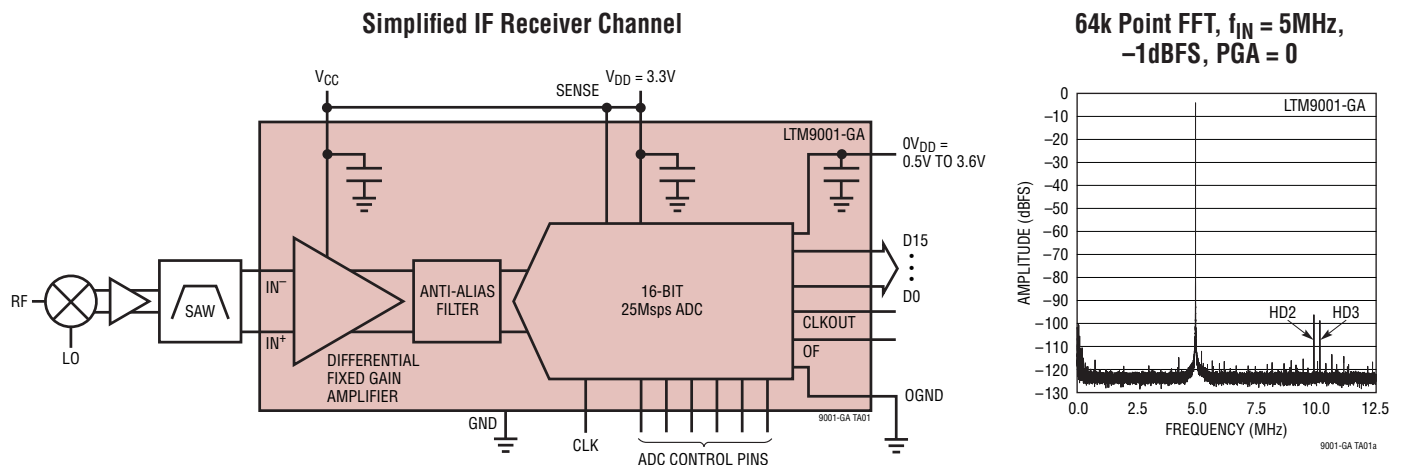 Simplified IF Receiver Channel
VCC
SENSE
VDD = 3.3V
LTM9001-GA
0VDD =
0.5V TO 3.6V
RF
LO
SAW
IN–
IN+
DIFFERENTIAL
FIXED GAIN
AMPLIFIER
ANTI-ALIAS
FILTER
16-BIT
25Msps ADC
D15
D0
CLKOUT
OF
OGND
GND
CLK
ADC CONTROL PINS
9001-GA TA01
64k Point FFT, fIN = 5MHz,
–1dBFS, PGA = 0
LTM9001-GA
AMPLITUDE (dBFS)
0
–10
–20
–30
–40
–50
–60
–70
–80
–90
–100
–110
–120
–130
HD2
HD3
0.0 2.5 5.0 7.5 10.0 12.5
FREQUENCY (MHz)
9001-GA TA01a